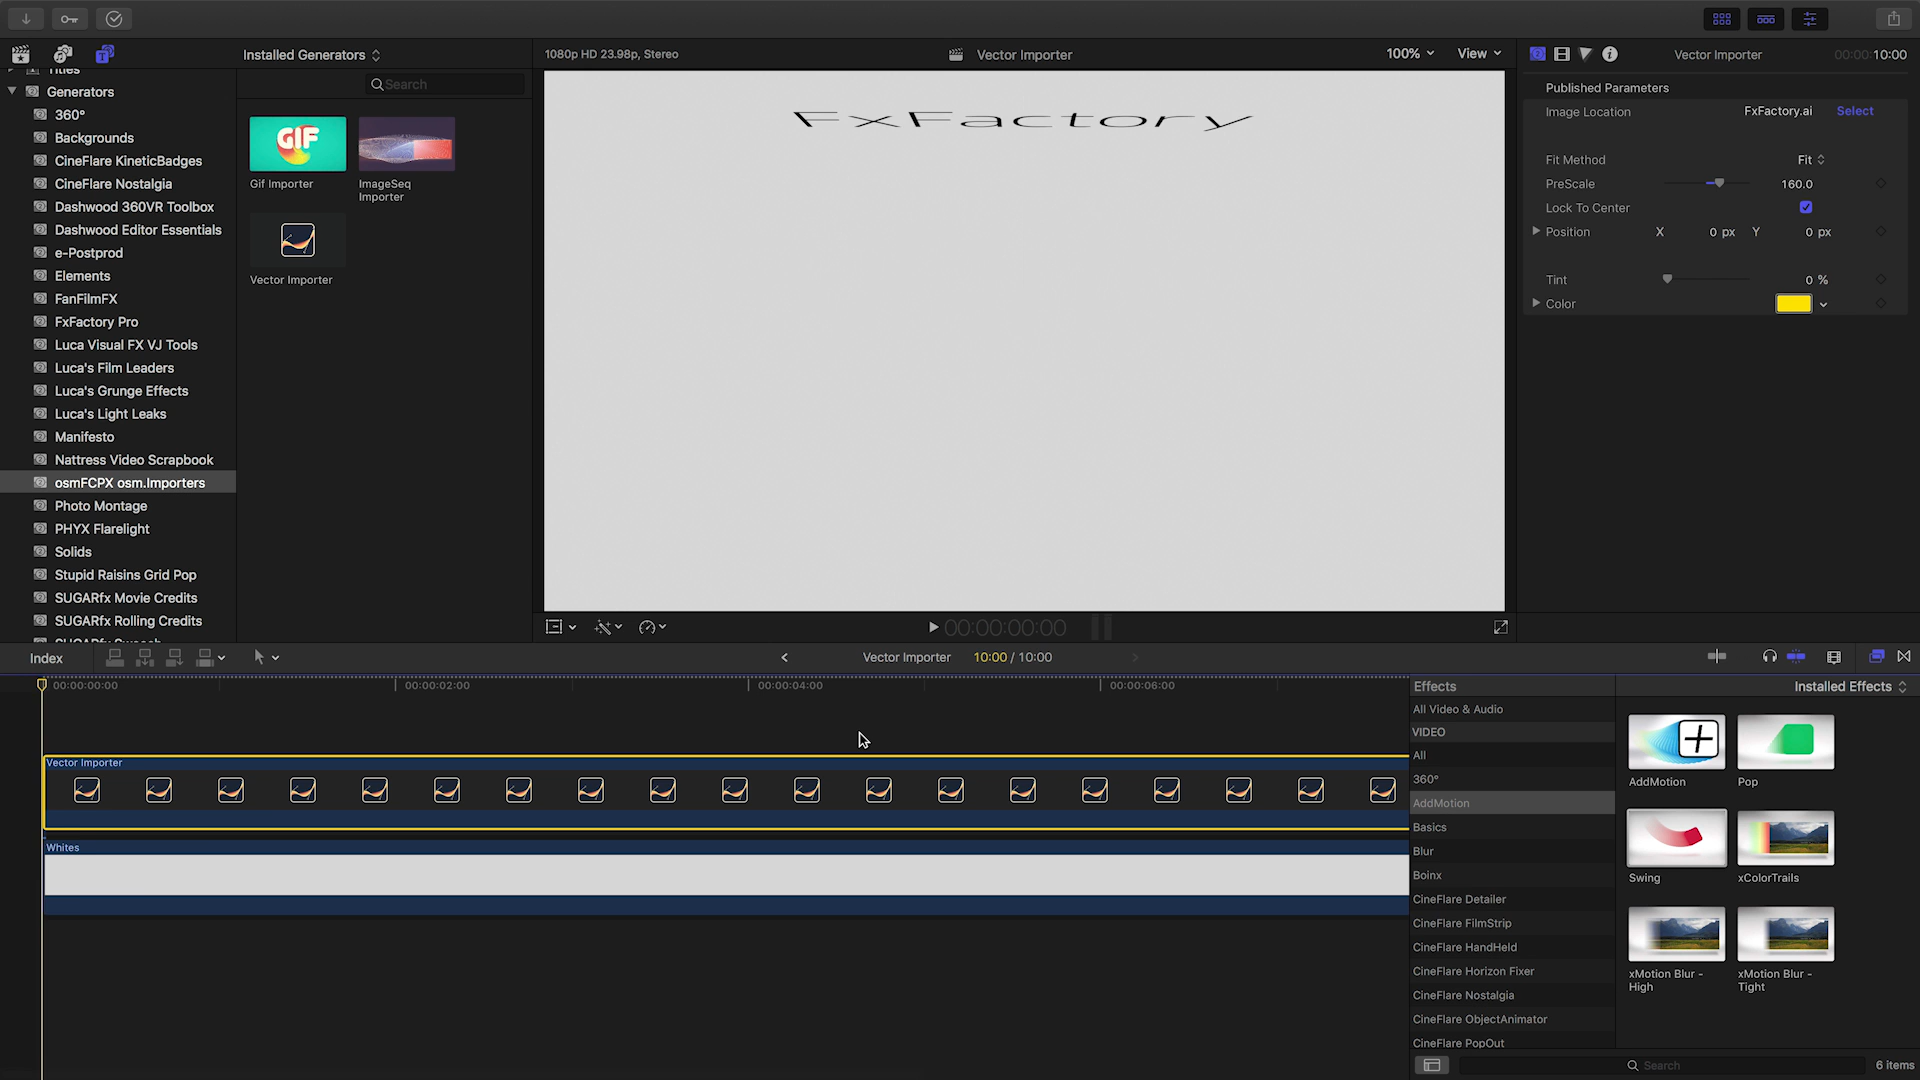 Installed Generators
1080p HD 23.98p, Stereo
Vector Importer
100%
View
Vector Importer
00:00:10:00
Titles
Generators
360°
Backgrounds
CineFlare KineticBadges
CineFlare Nostalgia
Dashwood 360VR Toolbox
Dashwood Editor Essentials
e-Postprod
Elements
FanFilmFX
FxFactory Pro
Luca Visual FX VJ Tools
Luca's Film Leaders
Luca's Grunge Effects
Luca's Light Leaks
Manifesto
Nattress Video Scrapbook
osmFCPX osm.Importers
Photo Montage
PHYX Flarelight
Solids
Stupid Raisins Grid Pop
SUGARfx Movie Credits
SUGARfx Rolling Credits
SUGARfx Swoosh
Search
GIF
Gif Importer
ImageSeq
Importer
Vector Importer
FxFactory
Published Parameters
Image Location FxFactory.ai Select
Fit Method Fit
PreScale 160.0
Lock To Center
Position X 0 px Y 0 px
Tint 0 %
Color
00:00:00:00
Index
Vector Importer 10:00 / 10:00
00:00:00:00 00:00:02:00 00:00:04:00 00:00:06:00
Vector Importer
Whites
Effects
Installed Effects
All Video & Audio
VIDEO
All
360°
AddMotion
Basics
Blur
Boinx
CineFlare Detailer
CineFlare FilmStrip
CineFlare HandHeld
CineFlare Horizon Fixer
CineFlare Nostalgia
CineFlare ObjectAnimator
CineFlare PopOut
AddMotion
Pop
Swing
xColorTrails
xMotion Blur -
High
xMotion Blur -
Tight
Search
6 items